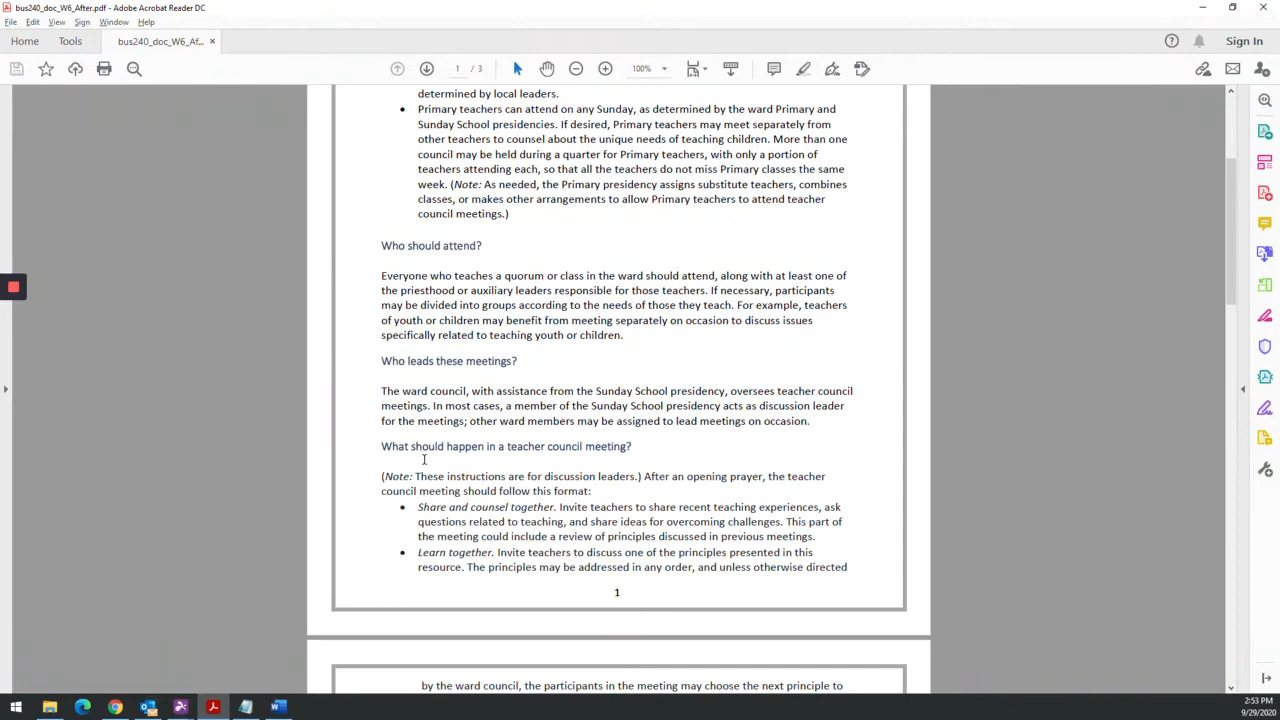 bus240_doc_W6_After.pdf - Adobe Acrobat Reader DC
File Edit View Sign Window Help
Home Tools bus240_doc_W6_Af... × Sign In
1 / 3 100%
determined by local leaders.
• Primary teachers can attend on any Sunday, as determined by the ward Primary and
Sunday School presidencies. If desired, Primary teachers may meet separately from
other teachers to counsel about the unique needs of teaching children. More than one
council may be held during a quarter for Primary teachers, with only a portion of
teachers attending each, so that all the teachers do not miss Primary classes the same
week. (Note: As needed, the Primary presidency assigns substitute teachers, combines
classes, or makes other arrangements to allow Primary teachers to attend teacher
council meetings.)
Who should attend?
Everyone who teaches a quorum or class in the ward should attend, along with at least one of
the priesthood or auxiliary leaders responsible for those teachers. If necessary, participants
may be divided into groups according to the needs of those they teach. For example, teachers
of youth or children may benefit from meeting separately on occasion to discuss issues
specifically related to teaching youth or children.
Who leads these meetings?
The ward council, with assistance from the Sunday School presidency, oversees teacher council
meetings. In most cases, a member of the Sunday School presidency acts as discussion leader
for the meetings; other ward members may be assigned to lead meetings on occasion.
What should happen in a teacher council meeting?
(Note: These instructions are for discussion leaders.) After an opening prayer, the teacher
council meeting should follow this format:
• Share and counsel together. Invite teachers to share recent teaching experiences, ask
questions related to teaching, and share ideas for overcoming challenges. This part of
the meeting could include a review of principles discussed in previous meetings.
• Learn together. Invite teachers to discuss one of the principles presented in this
resource. The principles may be addressed in any order, and unless otherwise directed
1
by the ward council, the participants in the meeting may choose the next principle to
2:53 PM
9/29/2020